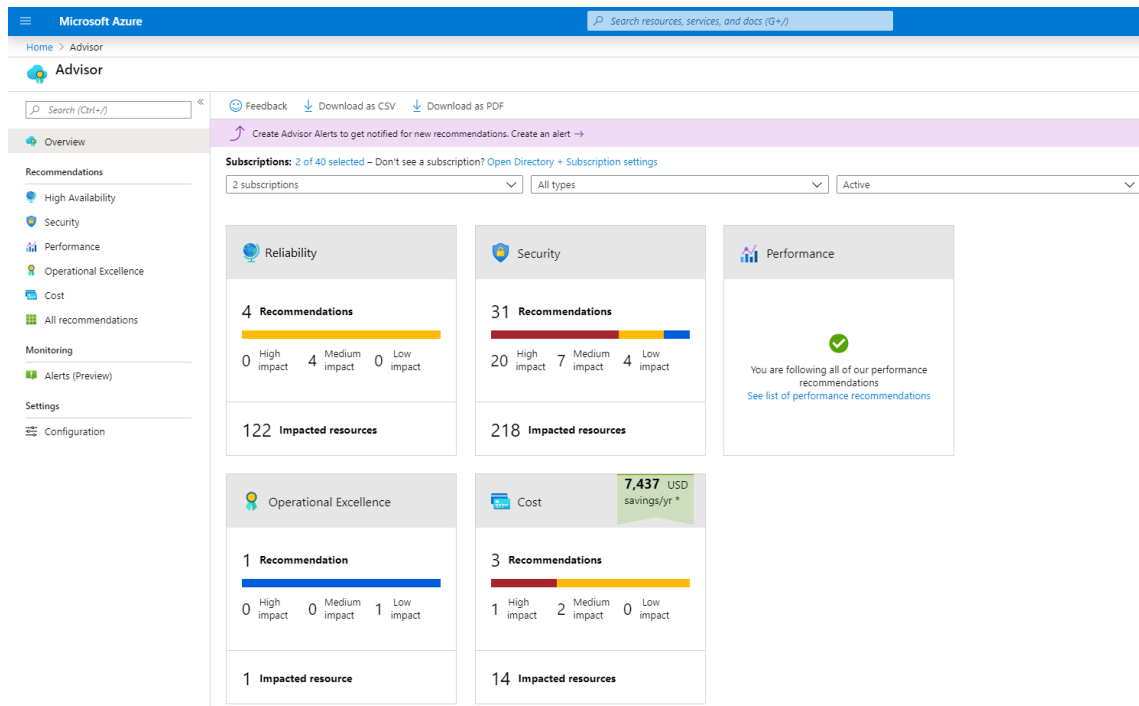 Microsoft Azure
Search resources, services, and docs (G+/)
Home > Advisor
Advisor
Search (Ctrl+/)
«
Overview
Recommendations
High Availability
Security
Performance
Operational Excellence
Cost
All recommendations
Monitoring
Alerts (Preview)
Settings
Configuration
Feedback
Download as CSV
Download as PDF
Create Advisor Alerts to get notified for new recommendations. Create an alert →
Subscriptions: 2 of 40 selected – Don't see a subscription? Open Directory + Subscription settings
2 subscriptions
All types
Active
Reliability
4 Recommendations
0 High impact 4 Medium impact 0 Low impact
122 Impacted resources
Security
31 Recommendations
20 High impact 7 Medium impact 4 Low impact
218 Impacted resources
Performance
You are following all of our performance
recommendations
See list of performance recommendations
Operational Excellence
1 Recommendation
0 High impact 0 Medium impact 1 Low impact
1 Impacted resource
Cost
7,437 USD
savings/yr *
3 Recommendations
1 High impact 2 Medium impact 0 Low impact
14 Impacted resources